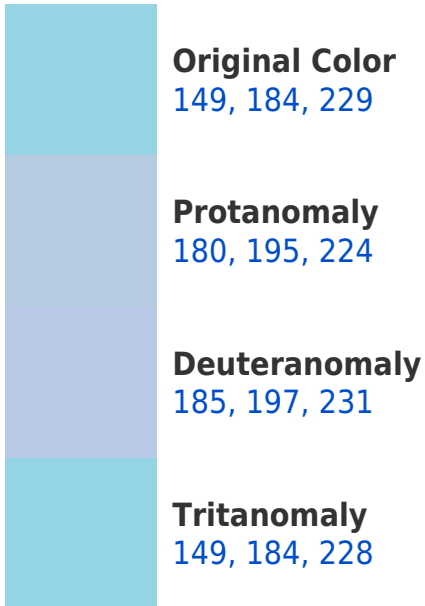 Original Color
149, 184, 229
Protanomaly
180, 195, 224
Deuteranomaly
185, 197, 231
Tritanomaly
149, 184, 228